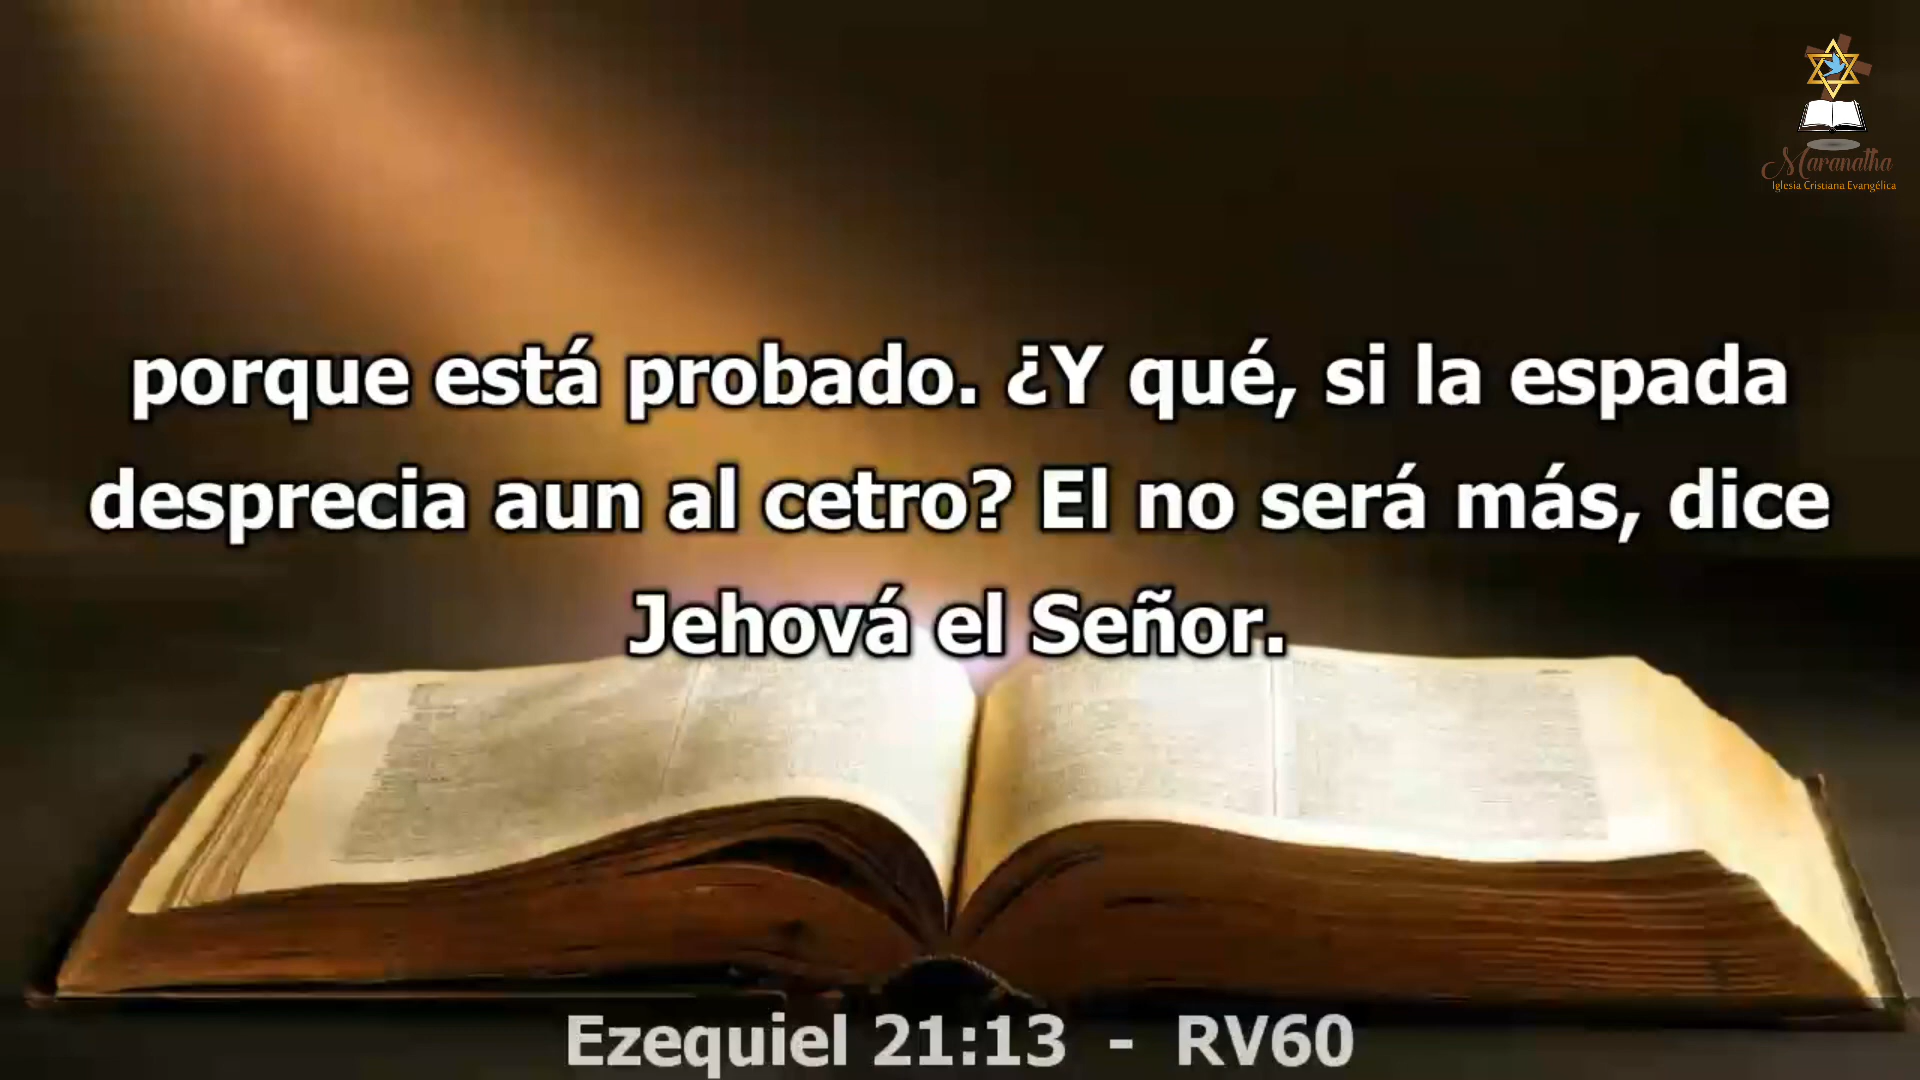 Maranatha
Iglesia Cristiana Evangélica
porque está probado. ¿Y qué, si la espada
desprecia aun al cetro? El no será más, dice
Jehová el Señor.
Ezequiel 21:13 - RV60